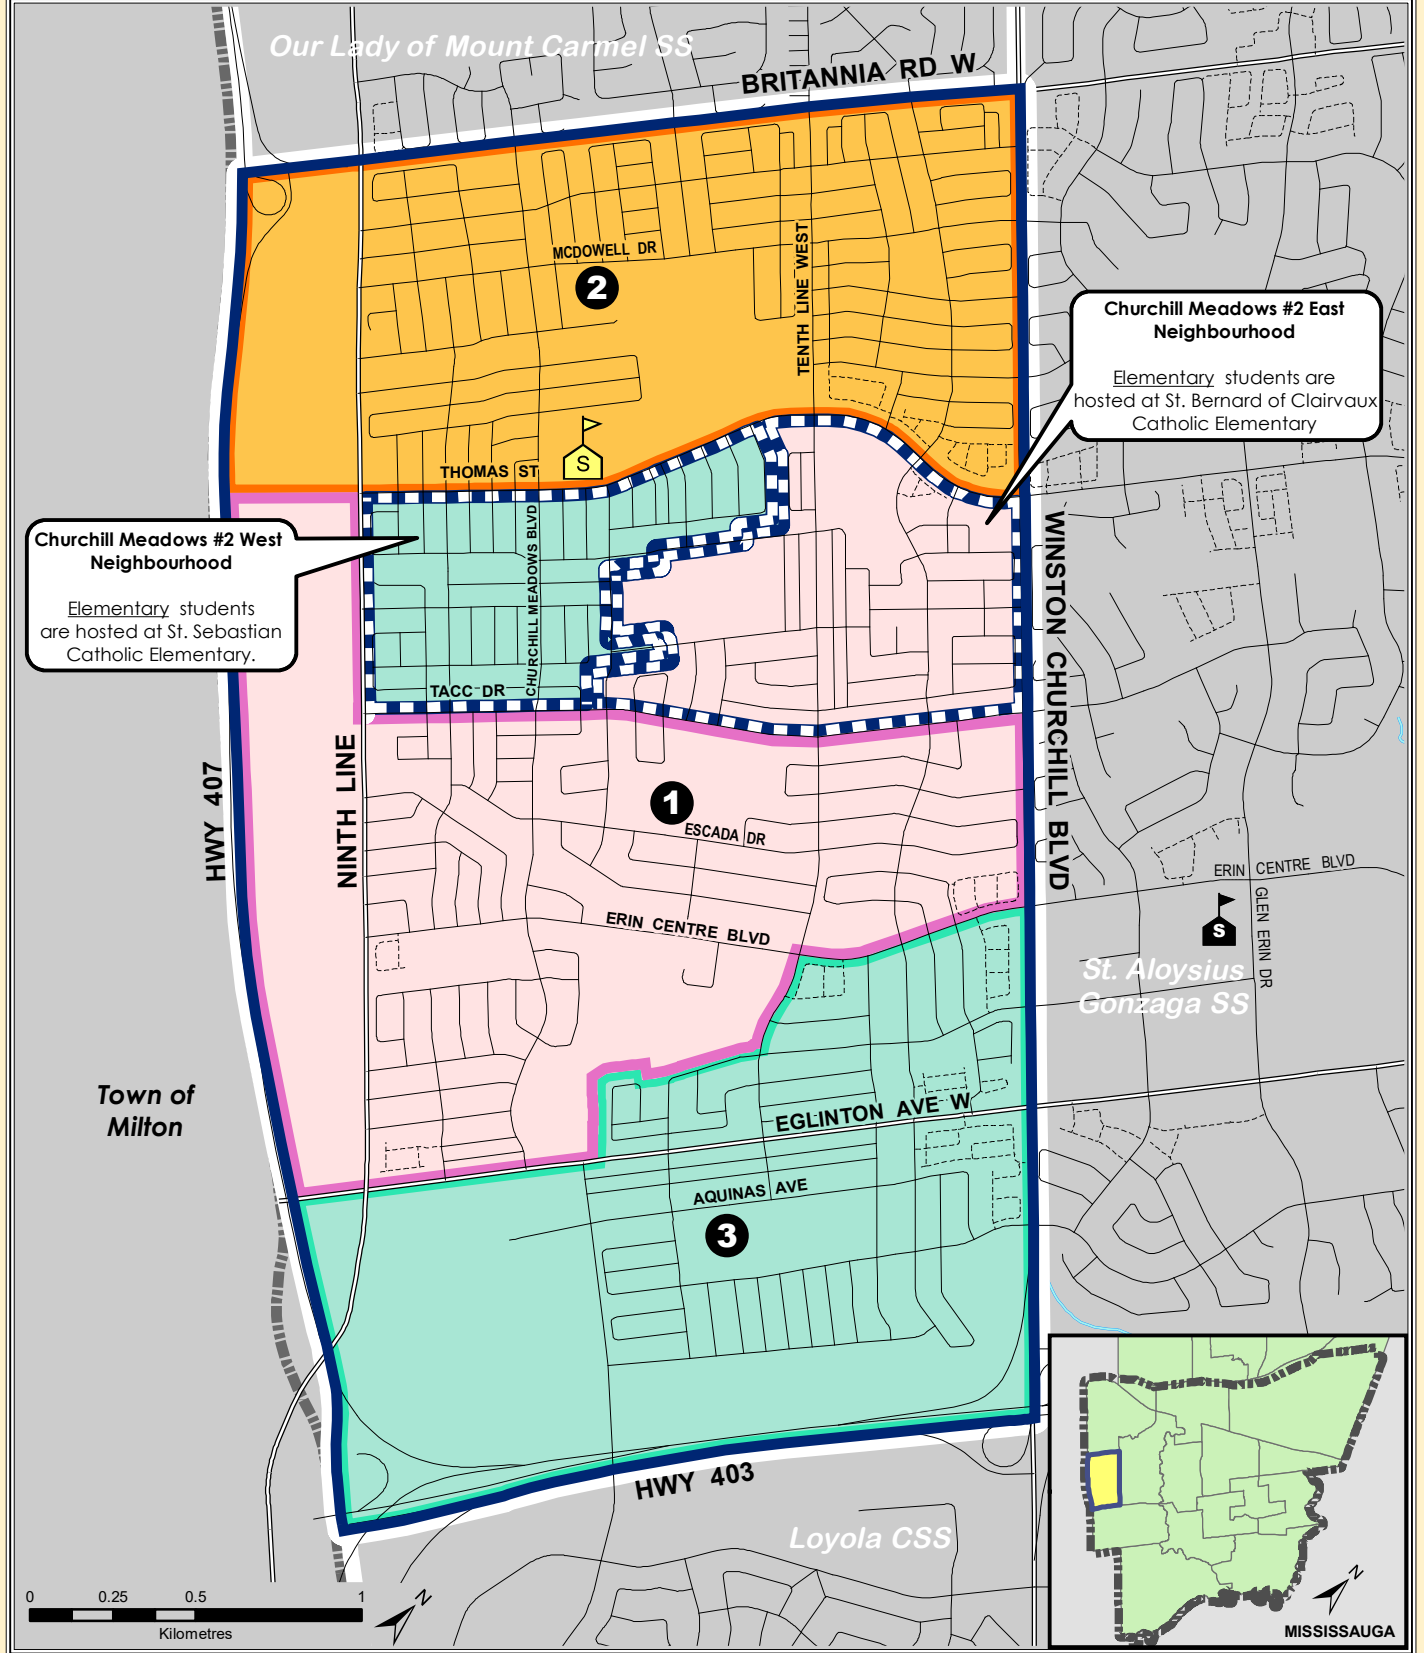 Our Lady of Mount Carmel SS
BRITANNIA RD W
MCDOWELL DR
2
TENTH LINE WEST
Churchill Meadows #2 East
Neighbourhood
Elementary students are
hosted at St. Bernard of Clairvaux
Catholic Elementary
THOMAS ST
S
Churchill Meadows #2 West
Neighbourhood
Elementary students
are hosted at St. Sebastian
Catholic Elementary.
CHURCHILL MEADOWS BLVD
TACC DR
WINSTON CHURCHILL BLVD
HWY 407
NINTH LINE
1
ESCADA DR
ERIN CENTRE BLVD
ERIN CENTRE BLVD
GLEN ERIN DR
S
St. Aloysius
Gonzaga SS
Town of
Milton
EGLINTON AVE W
AQUINAS AVE
3
HWY 403
Loyola CSS
0 0.25 0.5 1
Kilometres
N
N
MISSISSAUGA